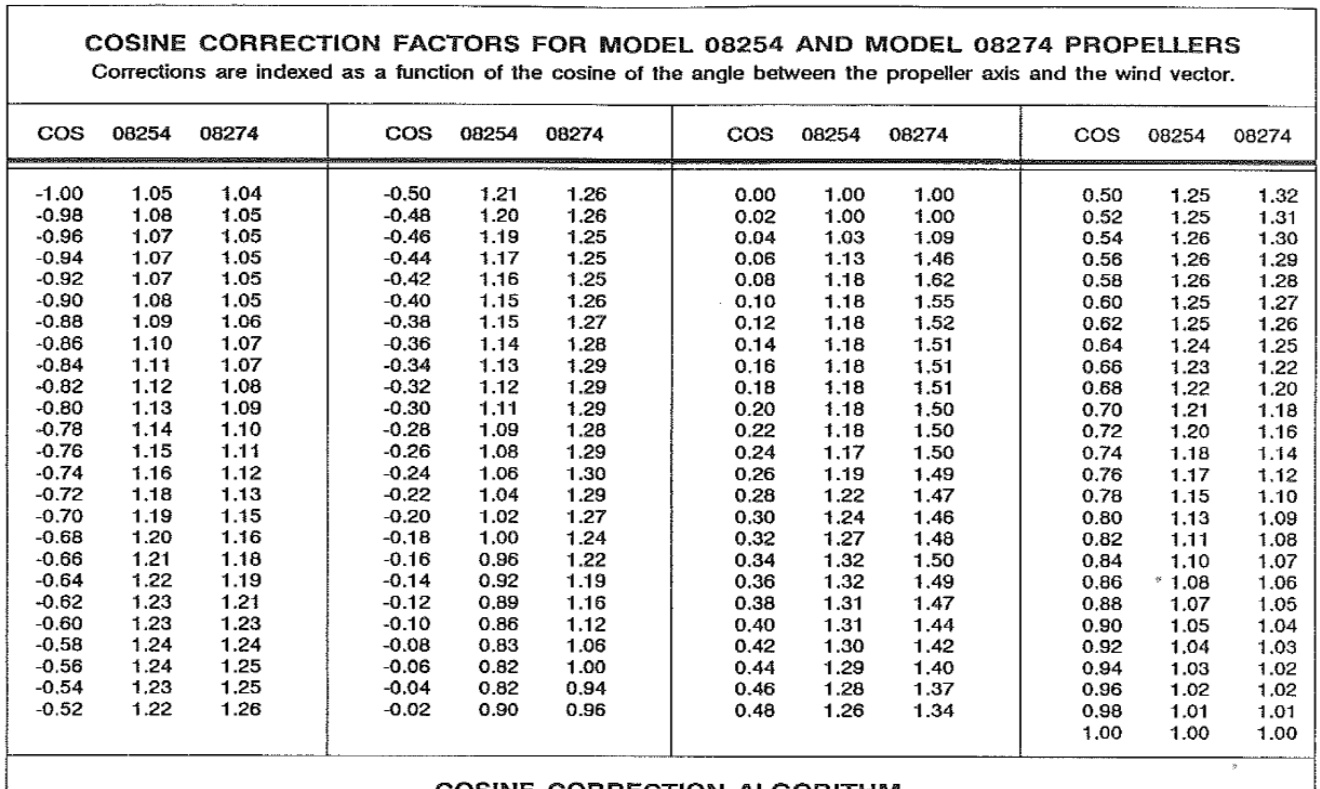 COSINE CORRECTION FACTORS FOR MODEL 08254 AND MODEL 08274 PROPELLERS
Corrections are indexed as a function of the cosine of the angle between the propeller axis and the wind vector.
COS 08254 08274 COS 08254 08274 COS 08254 08274 COS 08254 08274
-1.00 1.05 1.04 -0.50 1.21 1.26 0.00 1.00 1.00 0.50 1.25 1.32
-0.98 1.08 1.05 -0.48 1.20 1.26 0.02 1.00 1.00 0.52 1.25 1.31
-0.96 1.07 1.05 -0.46 1.19 1.25 0.04 1.03 1.09 0.54 1.26 1.30
-0.94 1.07 1.05 -0.44 1.17 1.25 0.06 1.13 1.46 0.56 1.26 1.29
-0.92 1.07 1.05 -0.42 1.16 1.25 0.08 1.18 1.62 0.58 1.26 1.28
-0.90 1.08 1.05 -0.40 1.15 1.26 0.10 1.18 1.55 0.60 1.25 1.27
-0.88 1.09 1.06 -0.38 1.15 1.27 0.12 1.18 1.52 0.62 1.25 1.26
-0.86 1.10 1.07 -0.36 1.14 1.28 0.14 1.18 1.51 0.64 1.24 1.25
-0.84 1.11 1.07 -0.34 1.13 1.29 0.16 1.18 1.51 0.66 1.23 1.22
-0.82 1.12 1.08 -0.32 1.12 1.29 0.18 1.18 1.51 0.68 1.22 1.20
-0.80 1.13 1.09 -0.30 1.11 1.29 0.20 1.18 1.50 0.70 1.21 1.18
-0.78 1.14 1.10 -0.28 1.09 1.28 0.22 1.18 1.50 0.72 1.20 1.16
-0.76 1.15 1.11 -0.26 1.08 1.29 0.24 1.17 1.50 0.74 1.18 1.14
-0.74 1.16 1.12 -0.24 1.06 1.30 0.26 1.19 1.49 0.76 1.17 1.12
-0.72 1.18 1.13 -0.22 1.04 1.29 0.28 1.22 1.47 0.78 1.15 1.10
-0.70 1.19 1.15 -0.20 1.02 1.27 0.30 1.24 1.46 0.80 1.13 1.09
-0.68 1.20 1.16 -0.18 1.00 1.24 0.32 1.27 1.48 0.82 1.11 1.08
-0.66 1.21 1.18 -0.16 0.96 1.22 0.34 1.32 1.50 0.84 1.10 1.07
-0.64 1.22 1.19 -0.14 0.92 1.19 0.36 1.32 1.49 0.86 1.08 1.06
-0.62 1.23 1.21 -0.12 0.89 1.16 0.38 1.31 1.47 0.88 1.07 1.05
-0.60 1.23 1.23 -0.10 0.86 1.12 0.40 1.31 1.44 0.90 1.05 1.04
-0.58 1.24 1.24 -0.08 0.83 1.06 0.42 1.30 1.42 0.92 1.04 1.03
-0.56 1.24 1.25 -0.06 0.82 1.00 0.44 1.29 1.40 0.94 1.03 1.02
-0.54 1.23 1.25 -0.04 0.82 0.94 0.46 1.28 1.37 0.96 1.02 1.02
-0.52 1.22 1.26 -0.02 0.90 0.96 0.48 1.26 1.34 0.98 1.01 1.01
1.00 1.00 1.00
COSINE CORRECTION